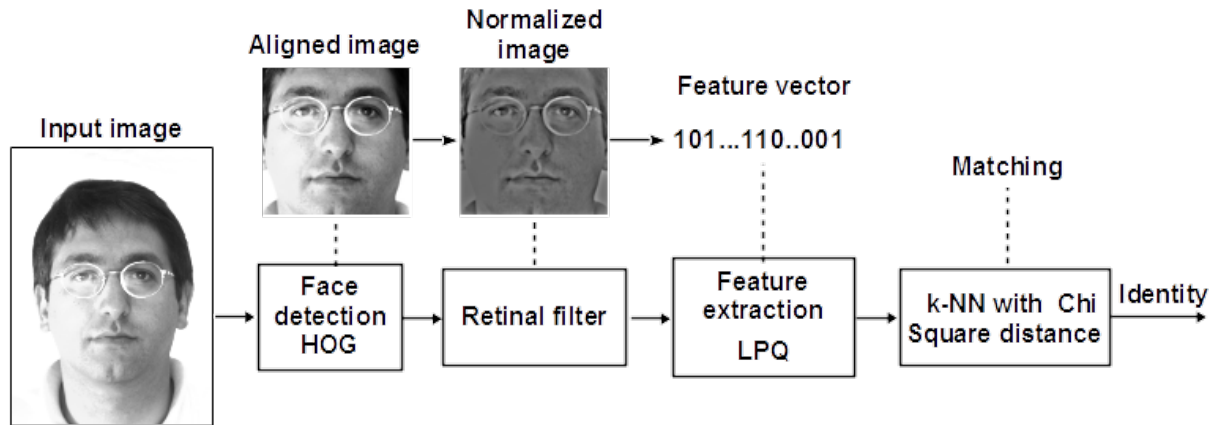 Input image
Aligned image
Normalized
image
Feature vector
101...110..001
Matching
Face
detection
HOG
Retinal filter
Feature
extraction
LPQ
k-NN with Chi
Square distance
Identity